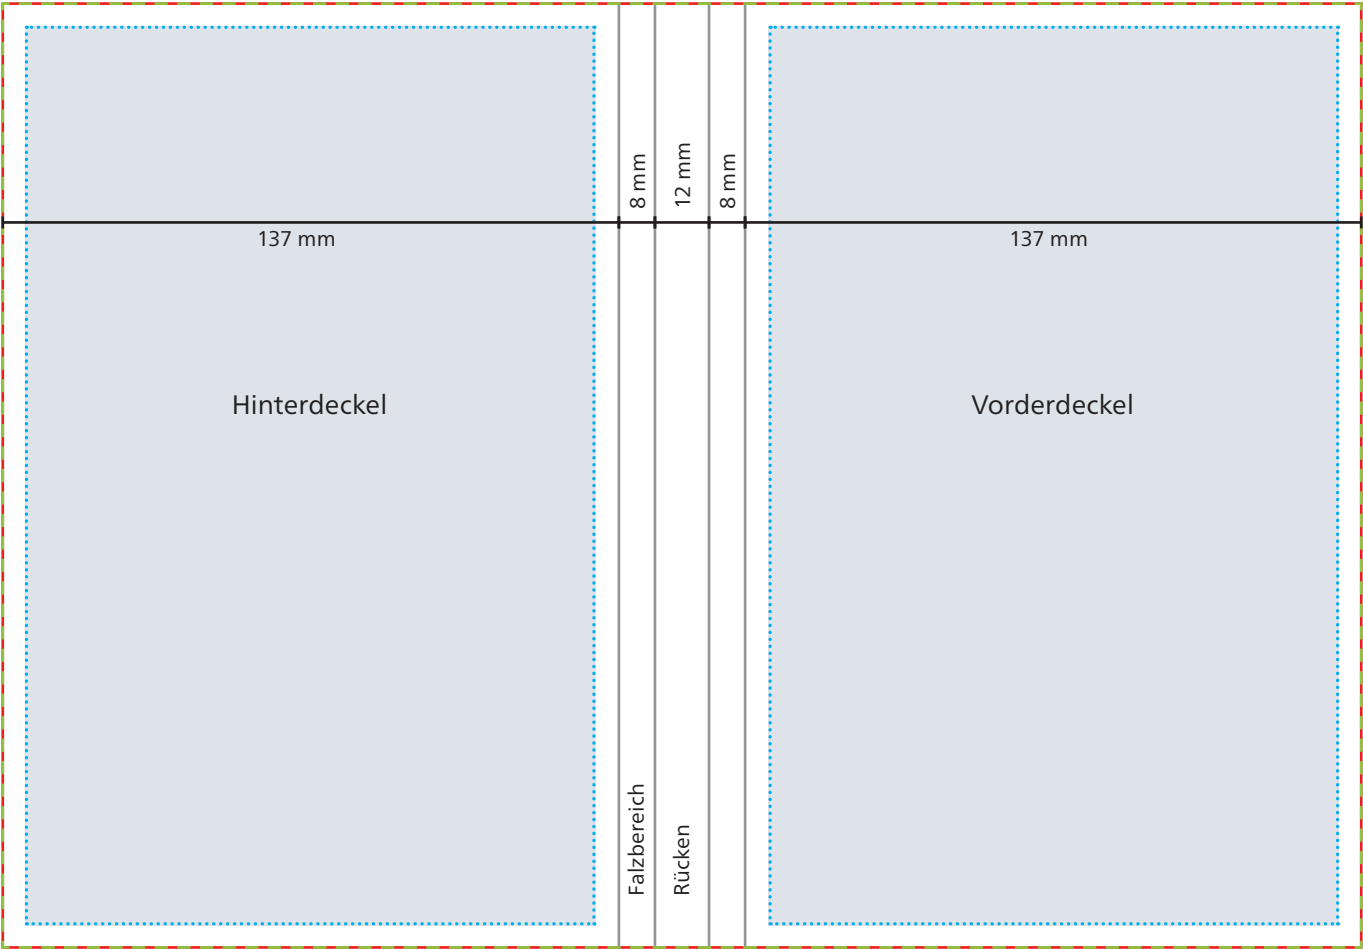 8 mm
12 mm
8 mm
137 mm
137 mm
Hinterdeckel
Vorderdeckel
Falzbereich
Rücken